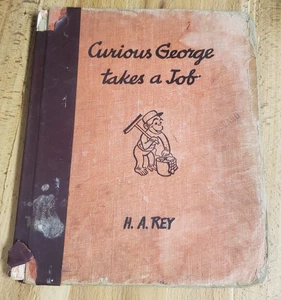 Curious George
takes a Job
H. A. REY